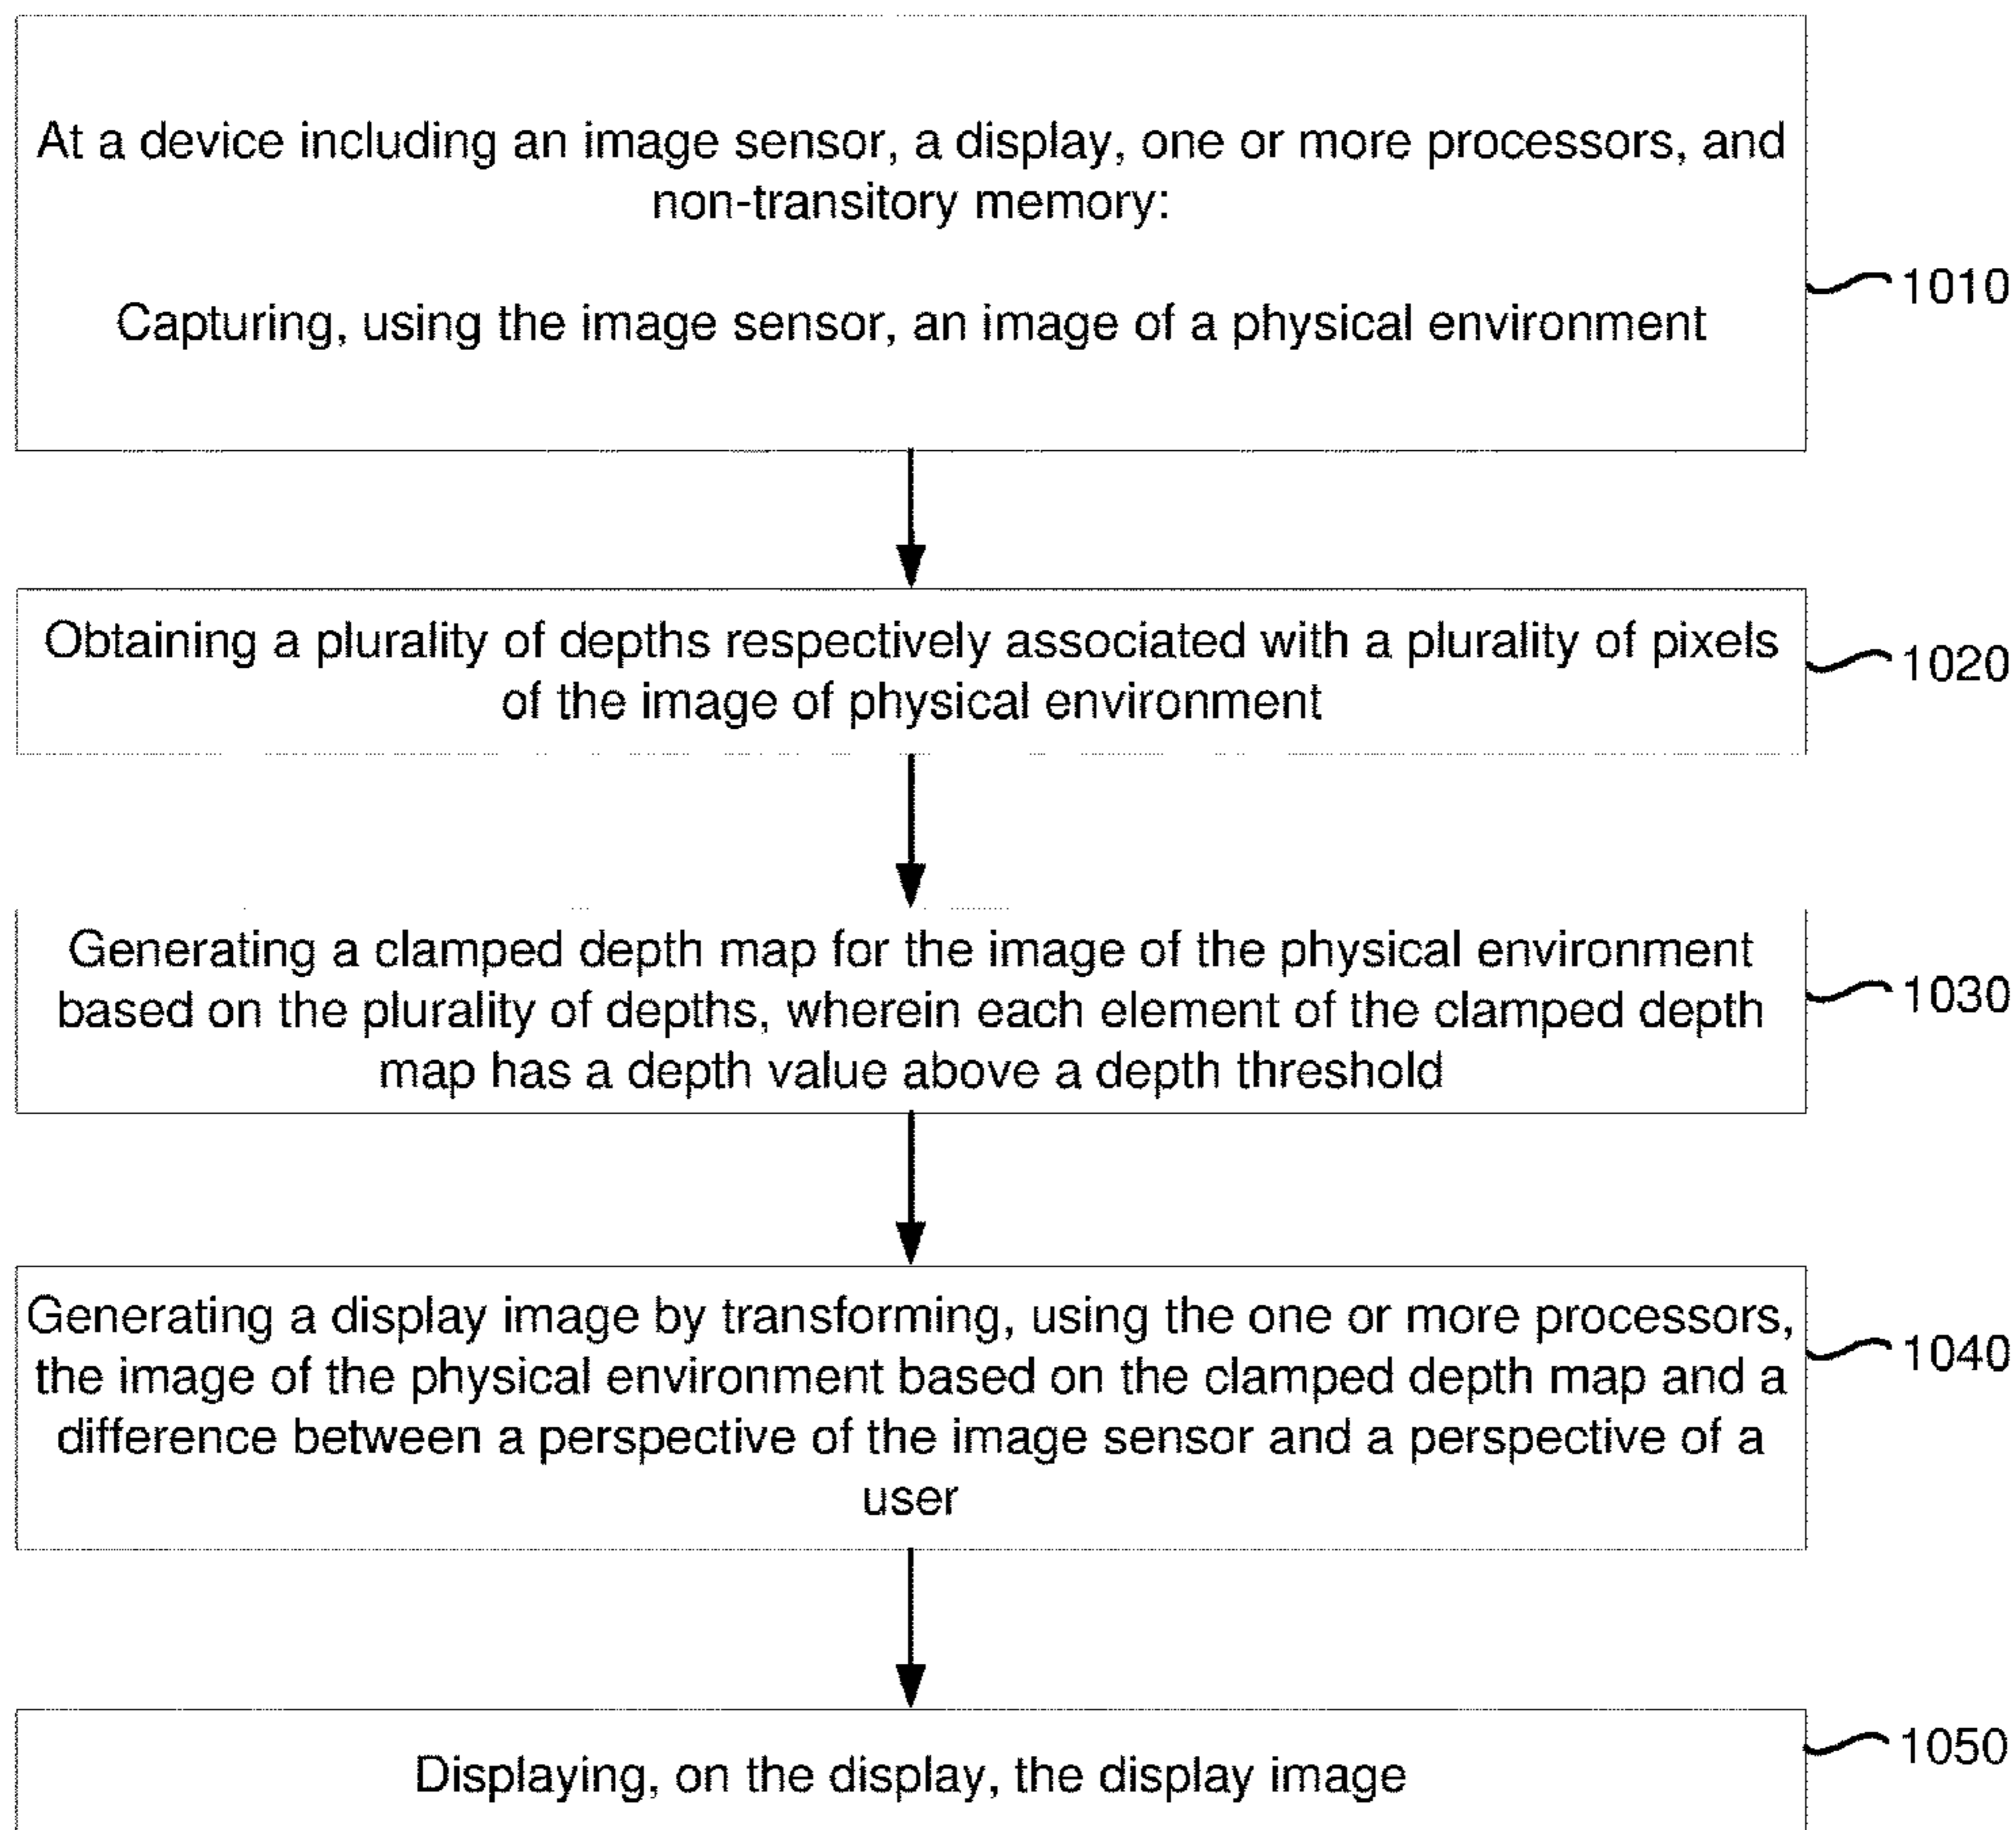 At a device including an image sensor, a display, one or more processors, and
non-transitory memory:
Capturing, using the image sensor, an image of a physical environment
1010
Obtaining a plurality of depths respectively associated with a plurality of pixels
of the image of physical environment
1020
Generating a clamped depth map for the image of the physical environment
based on the plurality of depths, wherein each element of the clamped depth
map has a depth value above a depth threshold
1030
Generating a display image by transforming, using the one or more processors,
the image of the physical environment based on the clamped depth map and a
difference between a perspective of the image sensor and a perspective of a
user
1040
Displaying, on the display, the display image
1050